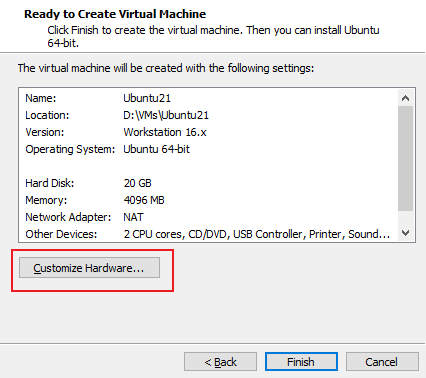 Ready to Create Virtual Machine
Click Finish to create the virtual machine. Then you can install Ubuntu
64-bit.
The virtual machine will be created with the following settings:
Name: Ubuntu21
Location: D:\VMs\Ubuntu21
Version: Workstation 16.x
Operating System: Ubuntu 64-bit
Hard Disk: 20 GB
Memory: 4096 MB
Network Adapter: NAT
Other Devices: 2 CPU cores, CD/DVD, USB Controller, Printer, Sound...
Customize Hardware...
< Back
Finish
Cancel